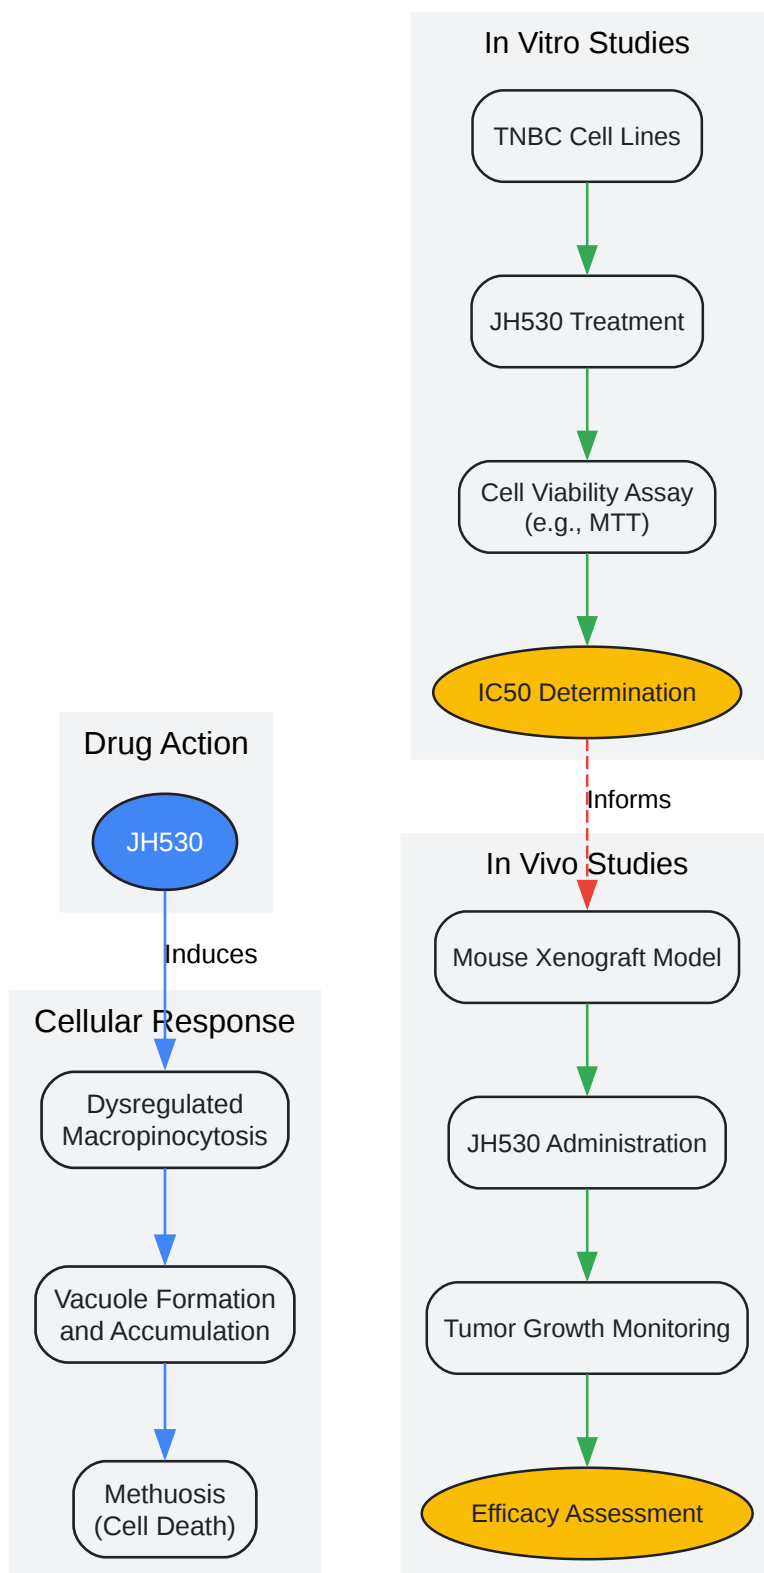 In Vitro Studies
TNBC Cell Lines
JH530 Treatment
Cell Viability Assay
(e.g., MTT)
IC50 Determination
Informs
In Vivo Studies
Mouse Xenograft Model
JH530 Administration
Tumor Growth Monitoring
Efficacy Assessment
Drug Action
JH530
Induces
Cellular Response
Dysregulated
Macropinocytosis
Vacuole Formation
and Accumulation
Methuosis
(Cell Death)